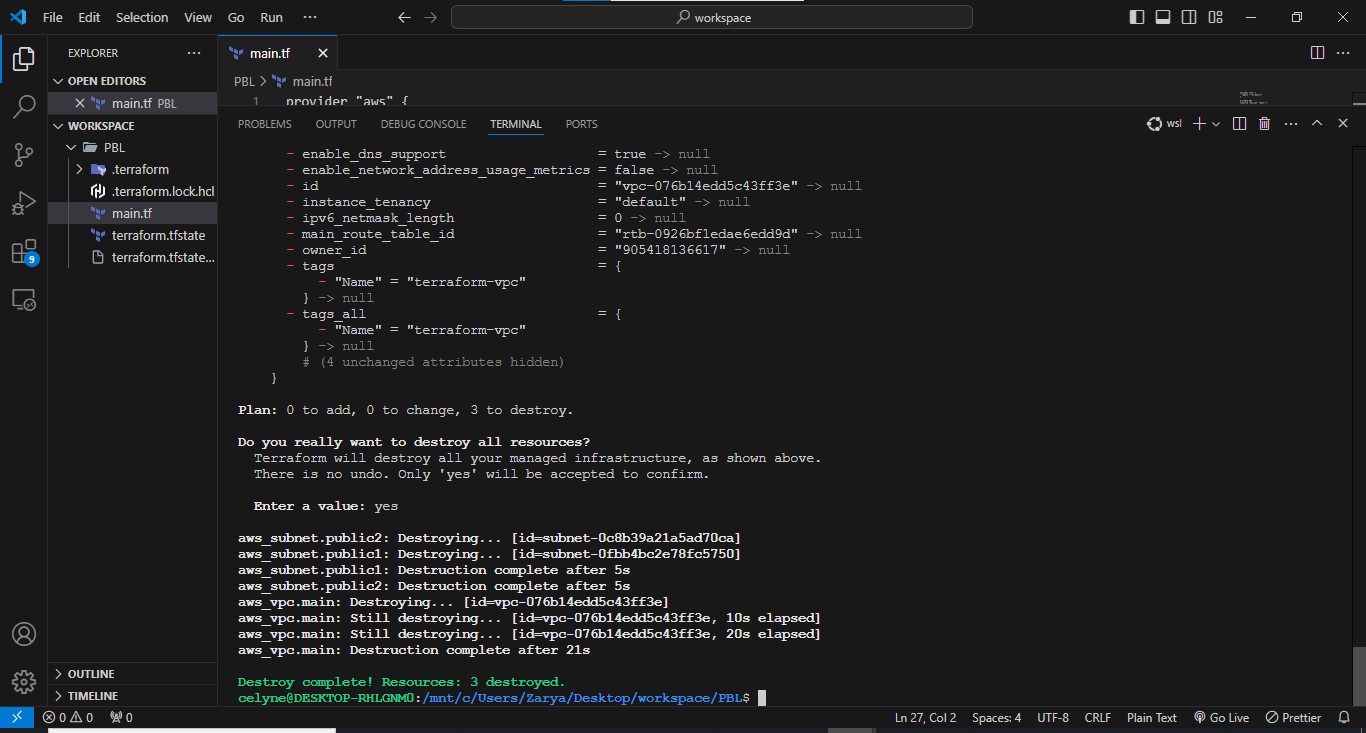 File Edit Selection View Go Run ··· workspace
EXPLORER ···
OPEN EDITORS
main.tf PBL
WORKSPACE
PBL
.terraform
.terraform.lock.hcl
main.tf
terraform.tfstate
terraform.tfstate...
9
OUTLINE
TIMELINE
main.tf
PBL > main.tf
1 provider "aws" {
PROBLEMS OUTPUT DEBUG CONSOLE TERMINAL PORTS wsl
- enable_dns_support = true -> null
- enable_network_address_usage_metrics = false -> null
- id = "vpc-076b14edd5c43ff3e" -> null
- instance_tenancy = "default" -> null
- ipv6_netmask_length = 0 -> null
- main_route_table_id = "rtb-0926bf1edae6edd9d" -> null
- owner_id = "905418136617" -> null
- tags = {
- "Name" = "terraform-vpc"
} -> null
- tags_all = {
- "Name" = "terraform-vpc"
} -> null
# (4 unchanged attributes hidden)
}
Plan: 0 to add, 0 to change, 3 to destroy.
Do you really want to destroy all resources?
Terraform will destroy all your managed infrastructure, as shown above.
There is no undo. Only 'yes' will be accepted to confirm.
Enter a value: yes
aws_subnet.public2: Destroying... [id=subnet-0c8b39a21a5ad70ca]
aws_subnet.public1: Destroying... [id=subnet-0fbb4bc2e78fc5750]
aws_subnet.public1: Destruction complete after 5s
aws_subnet.public2: Destruction complete after 5s
aws_vpc.main: Destroying... [id=vpc-076b14edd5c43ff3e]
aws_vpc.main: Still destroying... [id=vpc-076b14edd5c43ff3e, 10s elapsed]
aws_vpc.main: Still destroying... [id=vpc-076b14edd5c43ff3e, 20s elapsed]
aws_vpc.main: Destruction complete after 21s
Destroy complete! Resources: 3 destroyed.
celyne@DESKTOP-RHLGNM0:/mnt/c/Users/Zarya/Desktop/workspace/PBL$
0 0 0 Ln 27, Col 2 Spaces: 4 UTF-8 CRLF Plain Text Go Live Prettier